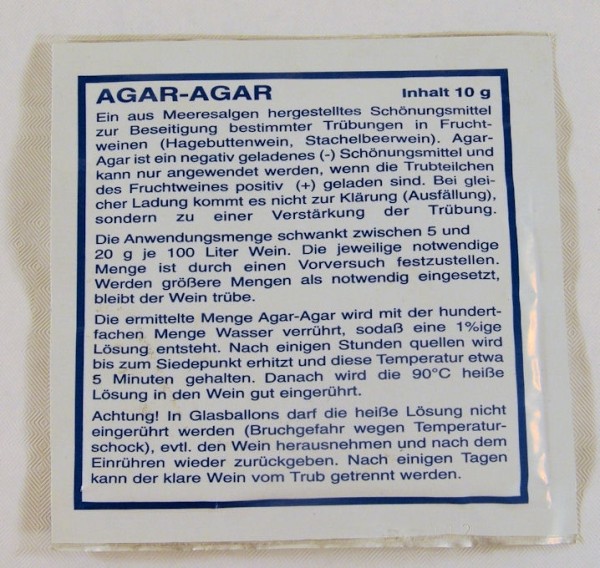 AGAR-AGAR Inhalt 10 g
Ein aus Meeresalgen hergestelltes Schönungsmittel
zur Beseitigung bestimmter Trübungen in Frucht-
weinen (Hagebuttenwein, Stachelbeerwein). Agar-
Agar ist ein negativ geladenes (-) Schönungsmittel und
kann nur angewendet werden, wenn die Trubteilchen
des Fruchtweines positiv (+) geladen sind. Bei glei-
cher Ladung kommt es nicht zur Klärung (Ausfällung),
sondern zu einer Verstärkung der Trübung.
Die Anwendungsmenge schwankt zwischen 5 und
20 g je 100 Liter Wein. Die jeweilige notwendige
Menge ist durch einen Vorversuch festzustellen.
Werden größere Mengen als notwendig eingesetzt,
bleibt der Wein trübe.
Die ermittelte Menge Agar-Agar wird mit der hundert-
fachen Menge Wasser verrührt, sodaß eine 1%ige
Lösung entsteht. Nach einigen Stunden quellen wird
bis zum Siedepunkt erhitzt und diese Temperatur etwa
5 Minuten gehalten. Danach wird die 90°C heiße
Lösung in den Wein gut eingerührt.
Achtung! In Glasballons darf die heiße Lösung nicht
eingerührt werden (Bruchgefahr wegen Temperatur-
schock), evtl. den Wein herausnehmen und nach dem
Einrühren wieder zurückgeben. Nach einigen Tagen
kann der klare Wein vom Trub getrennt werden.